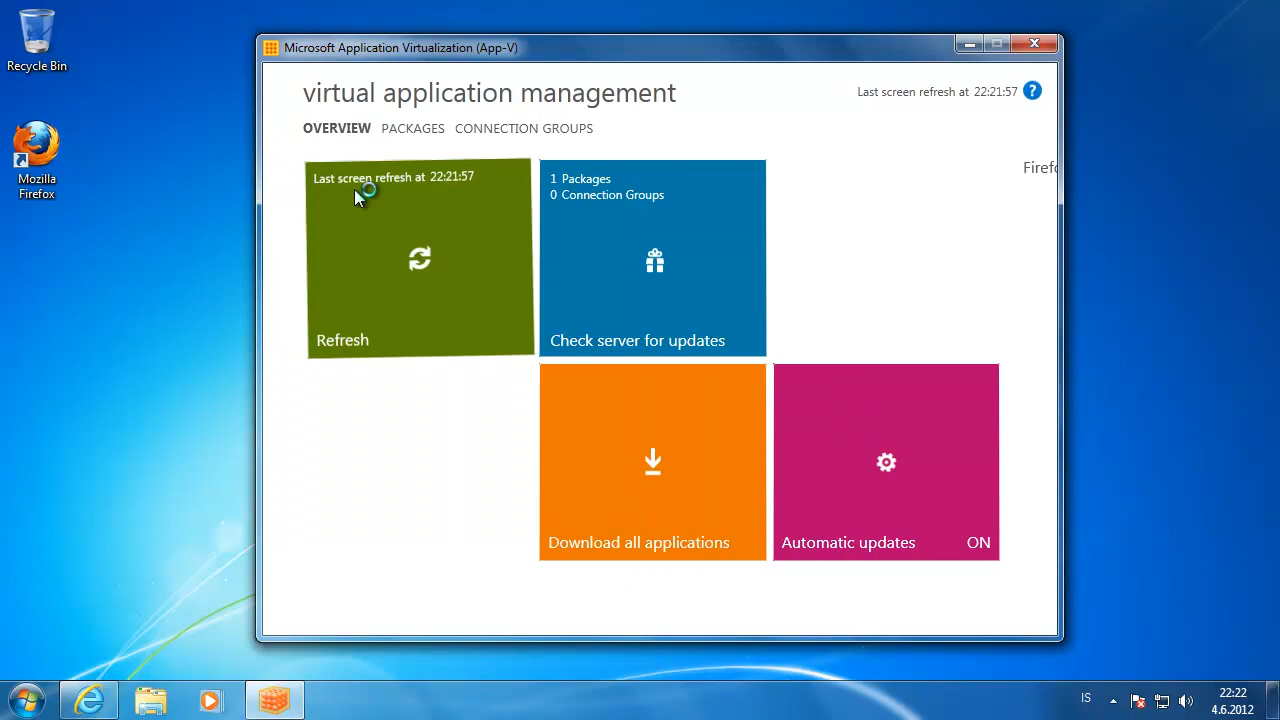 Recycle Bin
Mozilla
Firefox
Microsoft Application Virtualization (App-V)
virtual application management
Last screen refresh at 22:21:57
?
OVERVIEW PACKAGES CONNECTION GROUPS
Last screen refresh at 22:21:57
Refresh
1 Packages
0 Connection Groups
Check server for updates
Firefo
Download all applications
Automatic updates ON
IS
22:22
4.6.2012